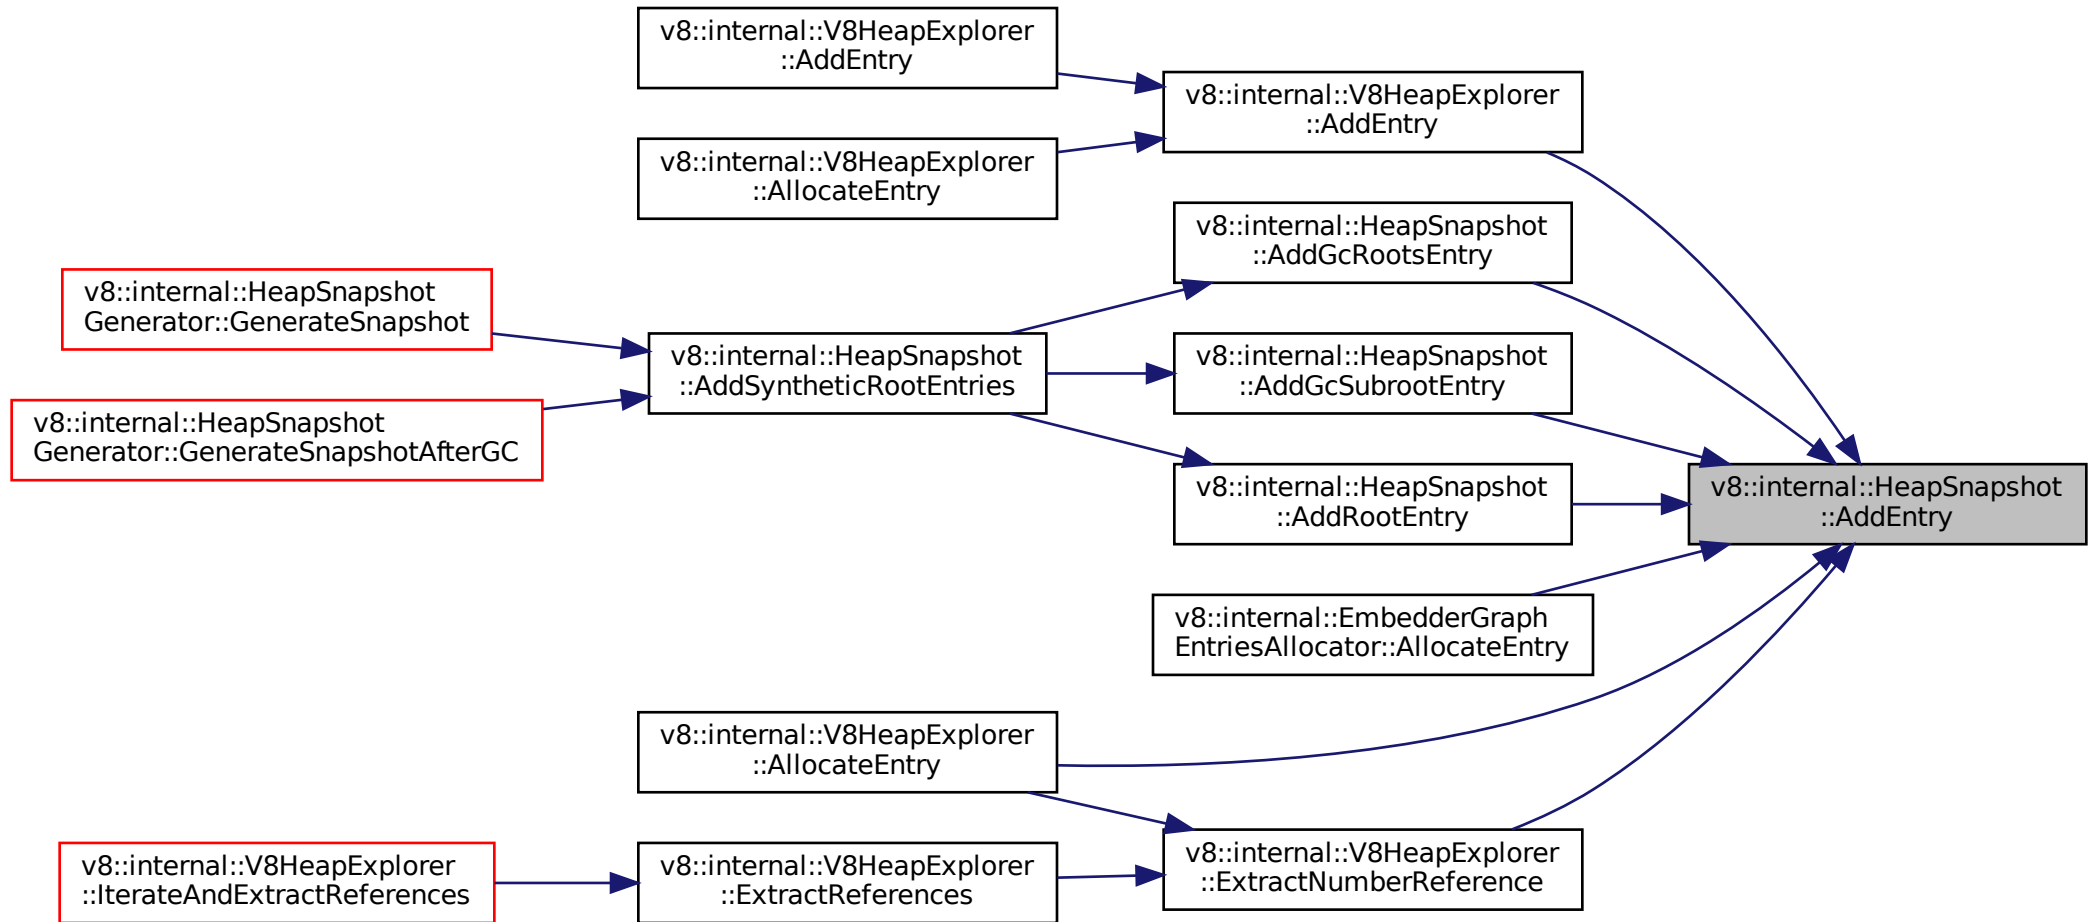 v8::internal::V8HeapExplorer
::AddEntry
v8::internal::V8HeapExplorer
::AddEntry
v8::internal::V8HeapExplorer
::AllocateEntry
v8::internal::HeapSnapshot
::AddGcRootsEntry
v8::internal::HeapSnapshot
Generator::GenerateSnapshot
v8::internal::HeapSnapshot
::AddSyntheticRootEntries
v8::internal::HeapSnapshot
::AddGcSubrootEntry
v8::internal::HeapSnapshot
Generator::GenerateSnapshotAfterGC
v8::internal::HeapSnapshot
::AddRootEntry
v8::internal::HeapSnapshot
::AddEntry
v8::internal::EmbedderGraph
EntriesAllocator::AllocateEntry
v8::internal::V8HeapExplorer
::AllocateEntry
v8::internal::V8HeapExplorer
::IterateAndExtractReferences
v8::internal::V8HeapExplorer
::ExtractReferences
v8::internal::V8HeapExplorer
::ExtractNumberReference